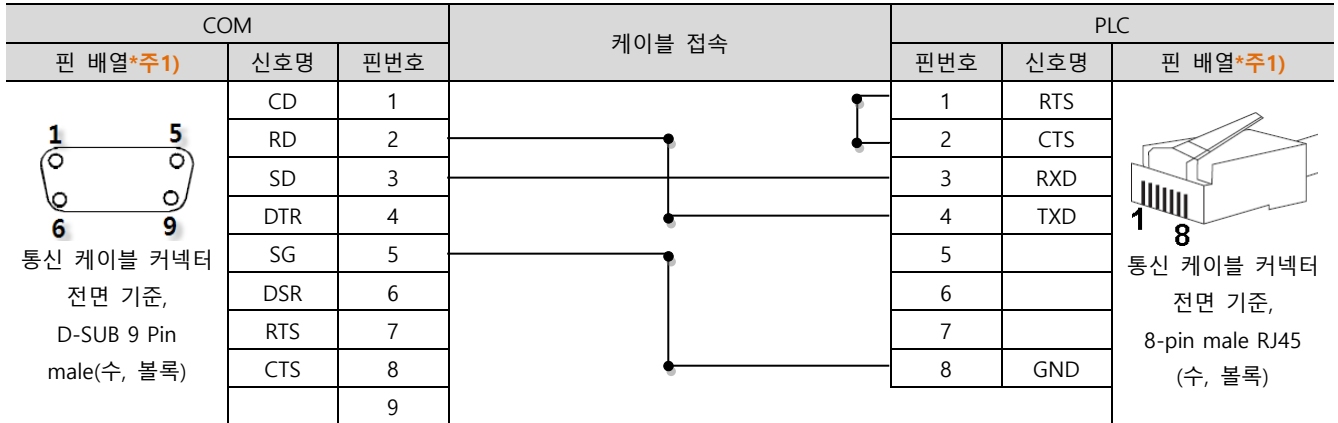 COM 케이블 접속 PLC
핀 배열*주1) 신호명 핀번호 핀번호 신호명 핀 배열*주1)
1 5
6 9
통신 케이블 커넥터
전면 기준,
D-SUB 9 Pin
male(수, 볼록)
CD 1 1 RTS
RD 2 2 CTS
SD 3 3 RXD
DTR 4 4 TXD
SG 5 5
DSR 6 6
RTS 7 7
CTS 8 8 GND
9
1
8
통신 케이블 커넥터
전면 기준,
8-pin male RJ45
(수, 볼록)